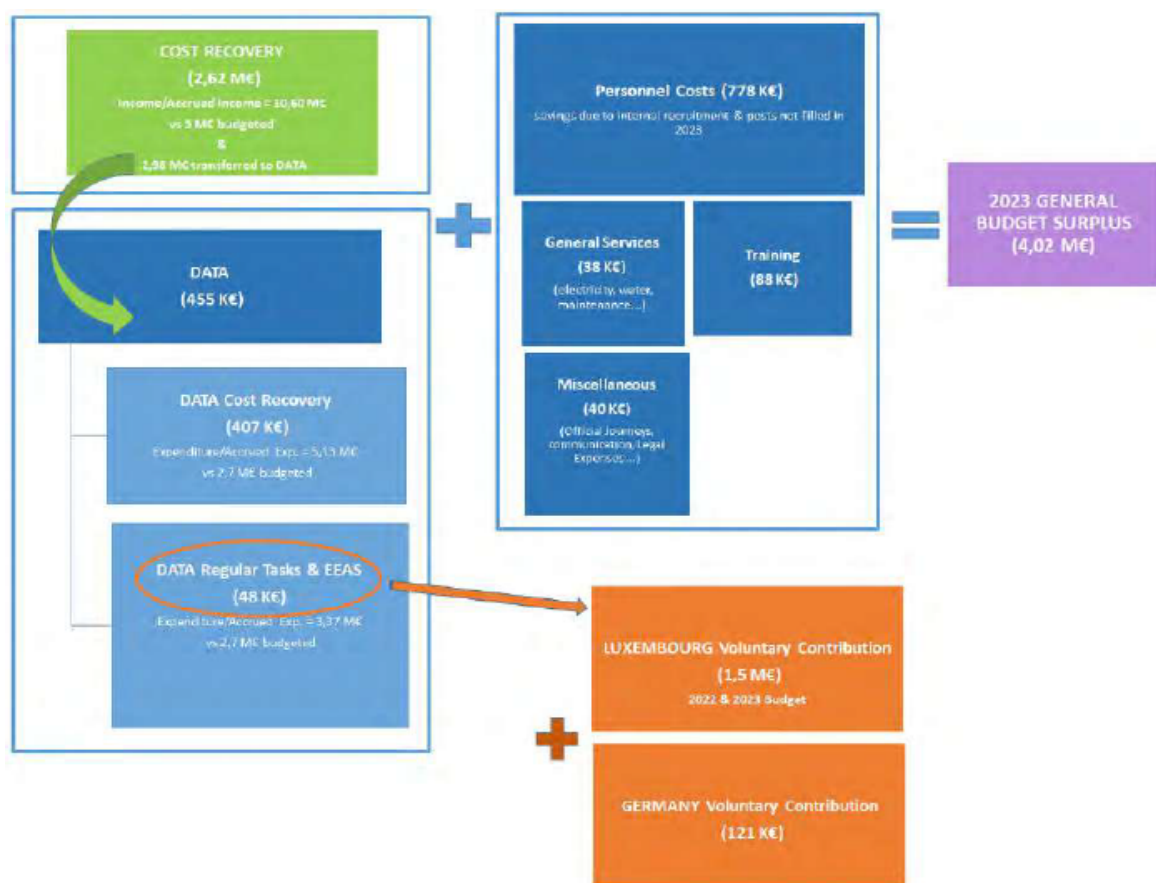 COST RECOVERY
(2,62 M€)
Income/Accrued Income = 10,60 M€
vs 5 M€ budgeted
&
1,98 M€ transferred to DATA
DATA
(455 K€)
DATA Cost Recovery
(407 K€)
Expenditure/Accrued Exp. = 5,15 M€
vs 2,7 M€ budgeted
DATA Regular Tasks & EEAS
(48 K€)
Expenditure/Accrued Exp. = 3,37 M€
vs 2,7 M€ budgeted
Personnel Costs (778 K€)
savings due to internal recruitment & posts not filled in
2023
General Services
(38 K€)
(electricity, water,
maintenance...)
Training
(88 K€)
Miscellaneous
(40 K€)
(Official Journeys,
communication, Legal
Expenses...)
2023 GENERAL
BUDGET SURPLUS
(4,02 M€)
LUXEMBOURG Voluntary Contribution
(1,5 M€)
2022 & 2023 Budget
GERMANY Voluntary Contribution
(121 K€)